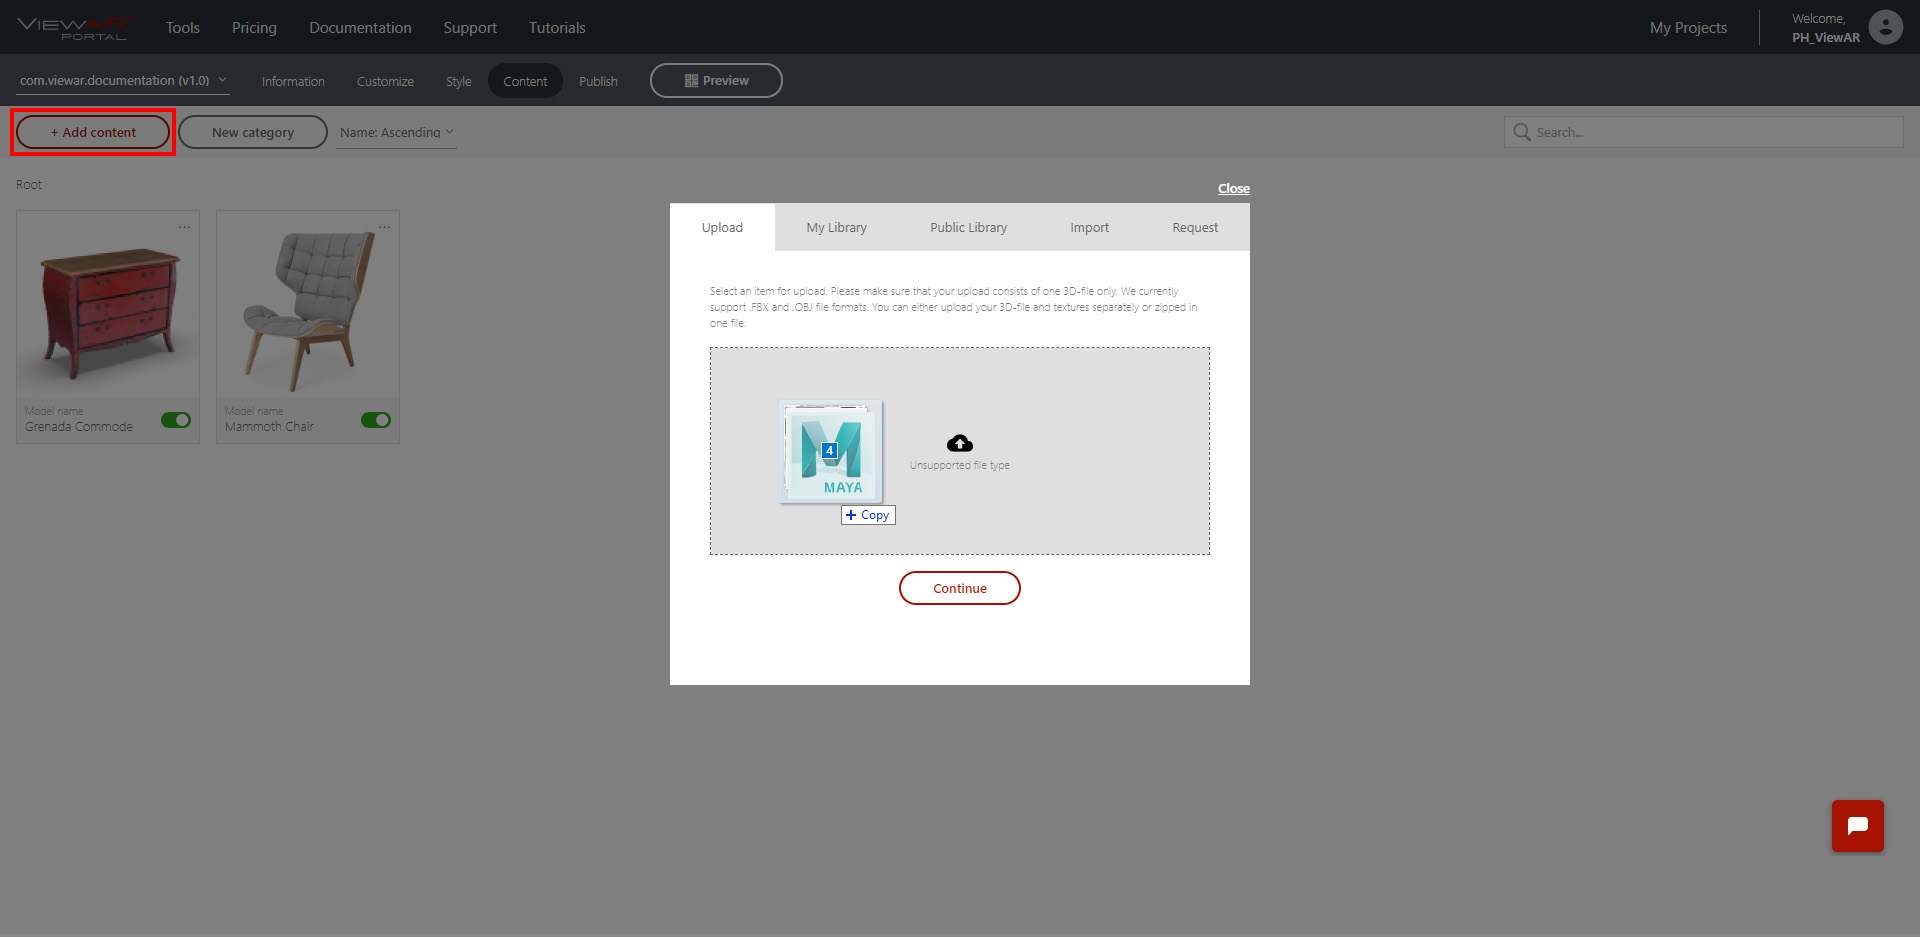 VIEWAR PORTAL
Tools
Pricing
Documentation
Support
Tutorials
My Projects
Welcome,
PH_ViewAR
com.viewar.documentation (v1.0)
Information
Customize
Style
Content
Publish
Preview
+ Add content
New category
Name: Ascending
Search...
Root
Close
Upload
My Library
Public Library
Import
Request
Select an item for upload. Please make sure that your upload consists of one 3D-file only. We currently
support .FBX and .OBJ file formats. You can either upload your 3D-file and textures separately or zipped in
one file.
4
MAYA
Unsupported file type
+ Copy
Continue
Model name
Grenada Commode
Model name
Mammoth Chair